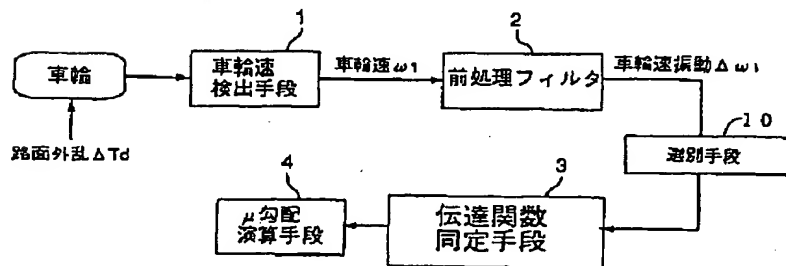 1
2
車輪
車輪速
検出手段
車輪速ω1
前処理フィルタ
車輪速振動Δω1
路面外乱ΔTd
10
選別手段
4
3
μ勾配
演算手段
伝達関数
同定手段